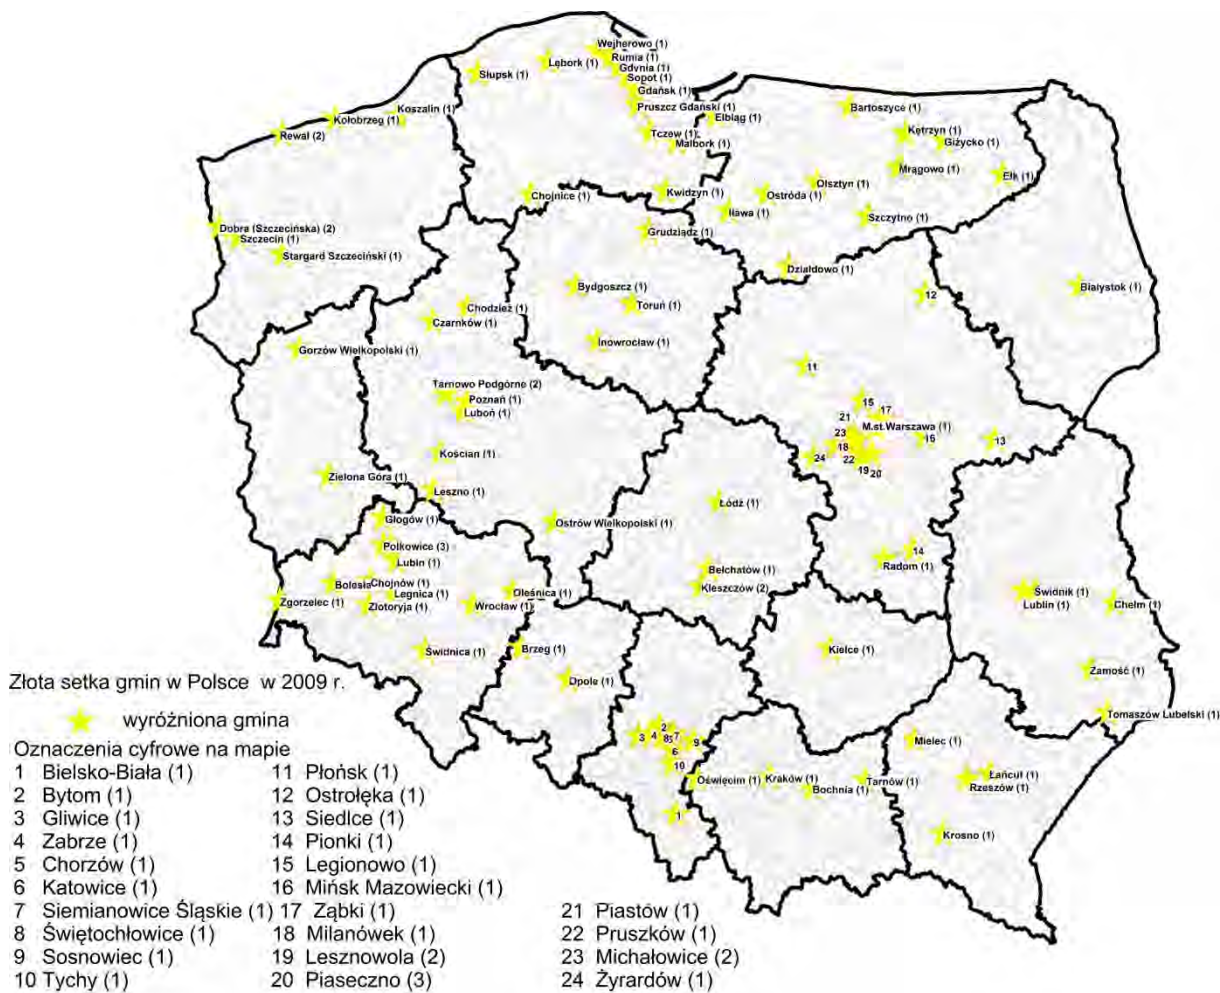 Wejherowo (1)
Rumia (1)
Lębork (1)
Gdynia (1)
Słupsk (1)
Sopot (1)
Gdańsk (1)
Koszalin (1)
Pruszcz Gdański (1)
Bartoszyce (1)
Kołobrzeg (1)
Elbląg (1)
Rewal (2)
Tczew (1)
Kętrzyn (1)
Malbork (1)
Giżycko (1)
Mrągowo (1)
Ełk (1)
Olsztyn (1)
Chojnice (1)
Kwidzyn (1)
Ostróda (1)
Iława (1)
Szczytno (1)
Dobra (Szczecińska) (2)
Grudziądz (1)
Szczecin (1)
Stargard Szczeciński (1)
Działdowo (1)
Bydgoszcz (1)
Białystok (1)
12
Toruń (1)
Chodzież (1)
Czarnków (1)
Inowrocław (1)
Gorzów Wielkopolski (1)
11
Tarnowo Podgórne (2)
Poznań (1)
15
Luboń (1)
21
17
M.st.Warszawa (1)
23
16
13
18
Kościan (1)
24
22
19
20
Zielona Góra (1)
Leszno (1)
Łódź (1)
Głogów (1)
Ostrów Wielkopolski (1)
Polkowice (3)
14
Lubin (1)
Radom (1)
Bełchatów (1)
Bolesła
Chojnów (1)
Kleszczów (2)
Legnica (1)
Oleśnica (1)
Świdnik (1)
Zgorzelec (1)
Złotoryja (1)
Wrocław (1)
Lublin (1)
Chełm (1)
Świdnica (1)
Brzeg (1)
Kielce (1)
Opole (1)
Zamość (1)
Tomaszów Lubelski (1)
2
3
4
8
5
7
9
6
Mielec (1)
10
Oświęcim (1)
Kraków (1)
Bochnia (1)
Tarnów (1)
Łańcut (1)
Rzeszów (1)
1
Krosno (1)
Złota setka gmin w Polsce w 2009 r.
wyróżniona gmina
Oznaczenia cyfrowe na mapie
1 Bielsko-Biała (1) 11 Płońsk (1)
2 Bytom (1) 12 Ostrołęka (1)
3 Gliwice (1) 13 Siedlce (1)
4 Zabrze (1) 14 Pionki (1)
5 Chorzów (1) 15 Legionowo (1)
6 Katowice (1) 16 Mińsk Mazowiecki (1)
7 Siemianowice Śląskie (1) 17 Ząbki (1) 21 Piastów (1)
8 Świętochłowice (1) 18 Milanówek (1) 22 Pruszków (1)
9 Sosnowiec (1) 19 Lesznowola (2) 23 Michałowice (2)
10 Tychy (1) 20 Piaseczno (3) 24 Żyrardów (1)